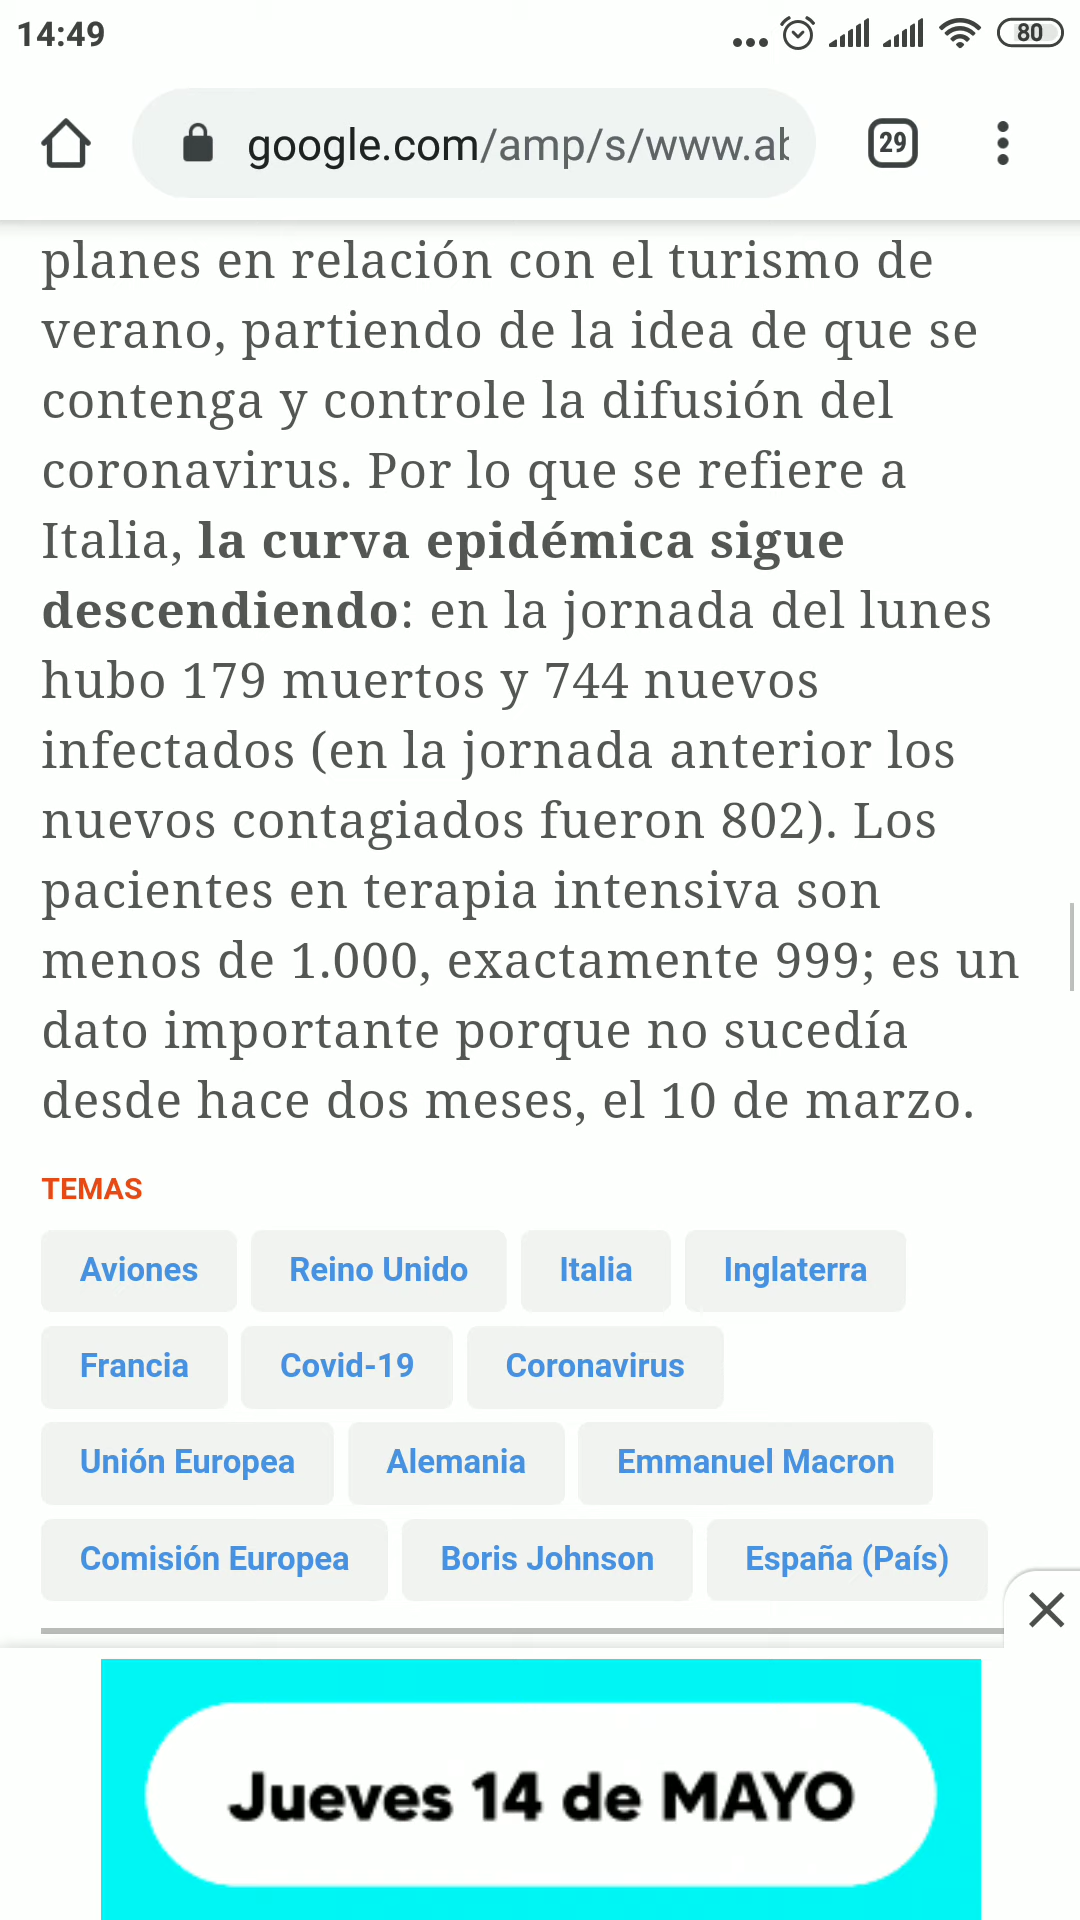 14:49
80
google.com/amp/s/www.ab
29
planes en relación con el turismo de
verano, partiendo de la idea de que se
contenga y controle la difusión del
coronavirus. Por lo que se refiere a
Italia, la curva epidémica sigue
descendiendo: en la jornada del lunes
hubo 179 muertos y 744 nuevos
infectados (en la jornada anterior los
nuevos contagiados fueron 802). Los
pacientes en terapia intensiva son
menos de 1.000, exactamente 999; es un
dato importante porque no sucedía
desde hace dos meses, el 10 de marzo.
TEMAS
Aviones Reino Unido Italia Inglaterra
Francia Covid-19 Coronavirus
Unión Europea Alemania Emmanuel Macron
Comisión Europea Boris Johnson España (País)
Jueves 14 de MAYO